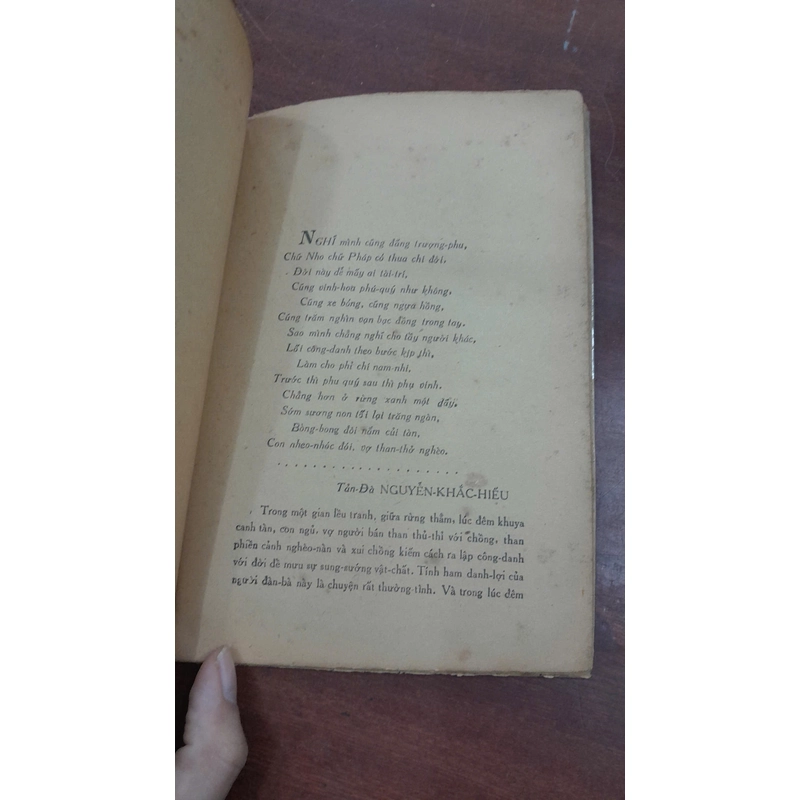 NGHĨ mình cũng đấng trượng-phu,
Chữ Nho chữ Pháp có thua chi đời.
Đời này dễ mấy ai tài-trí,
Cũng vinh-hoa phú-quý như không,
Cũng xe bóng, cũng ngựa hồng,
Cũng trăm nghìn vạn bạc đồng trong tay.
Sao mình chẳng nghĩ cho tầy người khác,
Lối công-danh theo bước kịp thì,
Làm cho phỉ chí nam-nhi,
Trước thì phu quý sau thì phụ vinh.
Chẳng hơn ở rừng xanh một đấy,
Sớm sương non tối lại trăng ngàn,
Bòng-bong đôi nắm củi tàn,
Con nheo-nhóc đói, vợ than-thở nghèo.
. . . . . . . . . . . . . . . . . . . .
Tản-Đà NGUYỄN-KHẮC-HIẾU
Trong một gian lều tranh, giữa rừng thẳm, lúc đêm khuya
canh tàn, con ngủ, vợ người bán than thủ-thỉ với chồng, than
phiền cảnh nghèo-nàn và xui chồng kiếm cách ra lập công-danh
với đời để mưu sự sung-sướng vật-chất. Tính ham danh-lợi của
người đàn-bà này là chuyện rất thường-tình. Và trong lúc đêm